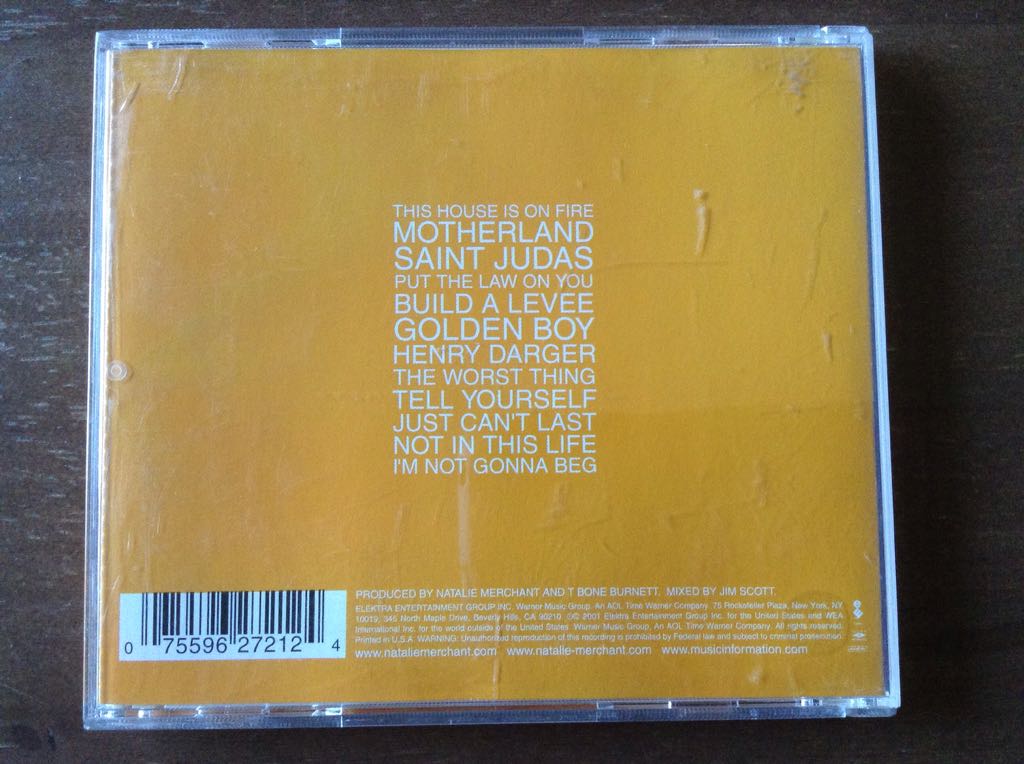 THIS HOUSE IS ON FIRE
MOTHERLAND
SAINT JUDAS
PUT THE LAW ON YOU
BUILD A LEVEE
GOLDEN BOY
HENRY DARGER
THE WORST THING
TELL YOURSELF
JUST CAN'T LAST
NOT IN THIS LIFE
I'M NOT GONNA BEG
PRODUCED BY NATALIE MERCHANT AND T BONE BURNETT. MIXED BY JIM SCOTT.
ELEKTRA ENTERTAINMENT GROUP INC. Warner Music Group. An AOL Time Warner Company. 75 Rockefeller Plaza, New York, NY
10019, 345 North Maple Drive, Beverly Hills, CA 90210 ℗© 2001 Elektra Entertainment Group Inc. for the United States and WEA
International Inc. for the world outside of the United States. Warner Music Group, An AOL Time Warner Company. All rights reserved.
Printed in U.S.A. WARNING: Unauthorized reproduction of this recording is prohibited by Federal law and subject to criminal prosecution.
www.nataliemerchant.com www.natalie-merchant.com www.musicinformation.com
0 75596 27212 4